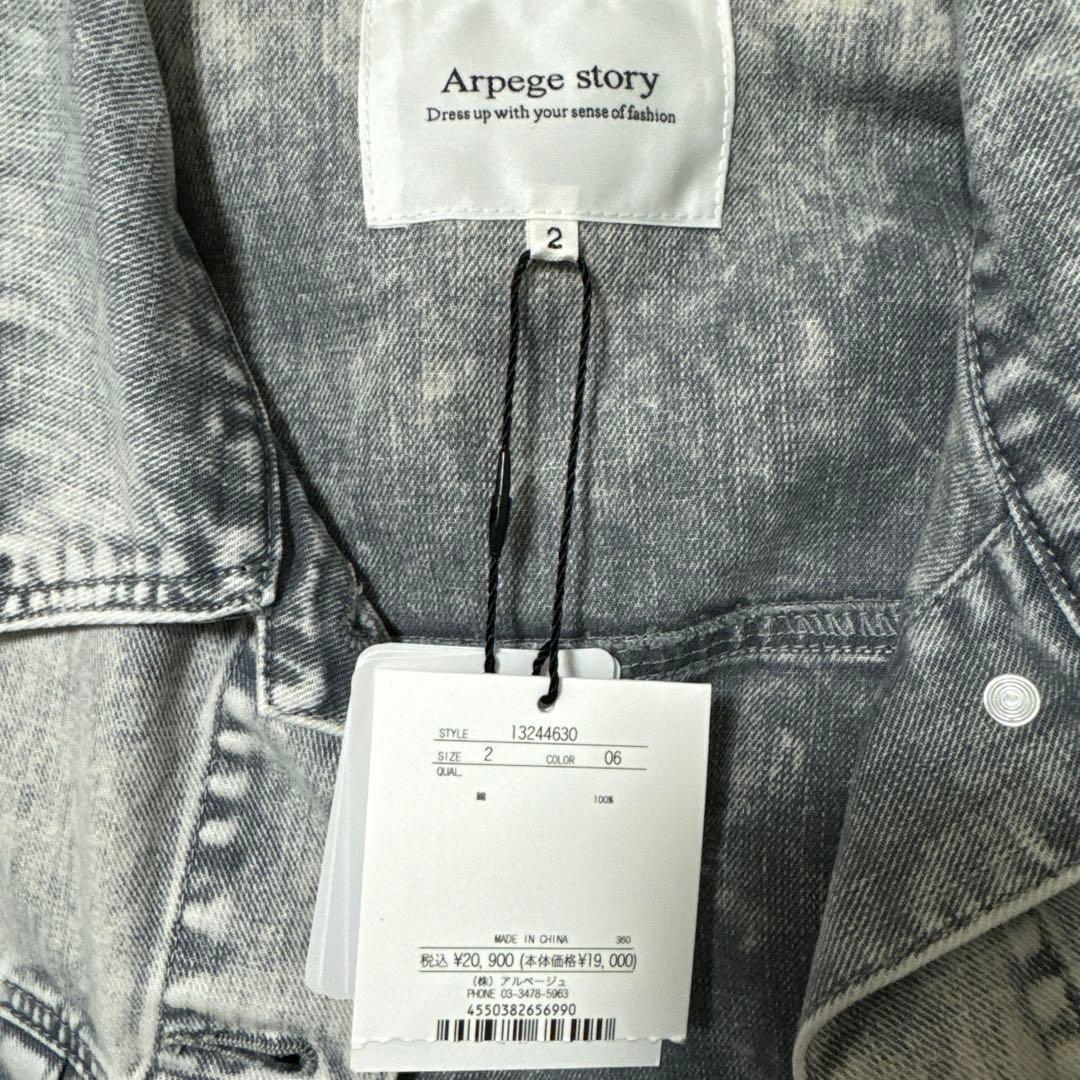 Arpege story
Dress up with your sense of fashion
2
STYLE 13244630
SIZE 2 COLOR 06
QUAL.
綿 100%
MADE IN CHINA 360
税込 ¥20,900 (本体価格¥19,000)
(株) アルページュ
PHONE 03-3478-5963
4550382656990